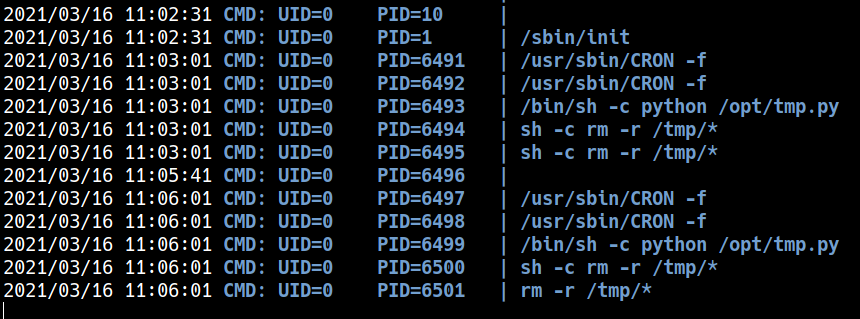 2021/03/16 11:02:31 CMD: UID=0    PID=10     |
2021/03/16 11:02:31 CMD: UID=0    PID=1      | /sbin/init
2021/03/16 11:03:01 CMD: UID=0    PID=6491   | /usr/sbin/CRON -f
2021/03/16 11:03:01 CMD: UID=0    PID=6492   | /usr/sbin/CRON -f
2021/03/16 11:03:01 CMD: UID=0    PID=6493   | /bin/sh -c python /opt/tmp.py
2021/03/16 11:03:01 CMD: UID=0    PID=6494   | sh -c rm -r /tmp/*
2021/03/16 11:03:01 CMD: UID=0    PID=6495   | sh -c rm -r /tmp/*
2021/03/16 11:05:41 CMD: UID=0    PID=6496   |
2021/03/16 11:06:01 CMD: UID=0    PID=6497   | /usr/sbin/CRON -f
2021/03/16 11:06:01 CMD: UID=0    PID=6498   | /usr/sbin/CRON -f
2021/03/16 11:06:01 CMD: UID=0    PID=6499   | /bin/sh -c python /opt/tmp.py
2021/03/16 11:06:01 CMD: UID=0    PID=6500   | sh -c rm -r /tmp/*
2021/03/16 11:06:01 CMD: UID=0    PID=6501   | rm -r /tmp/*